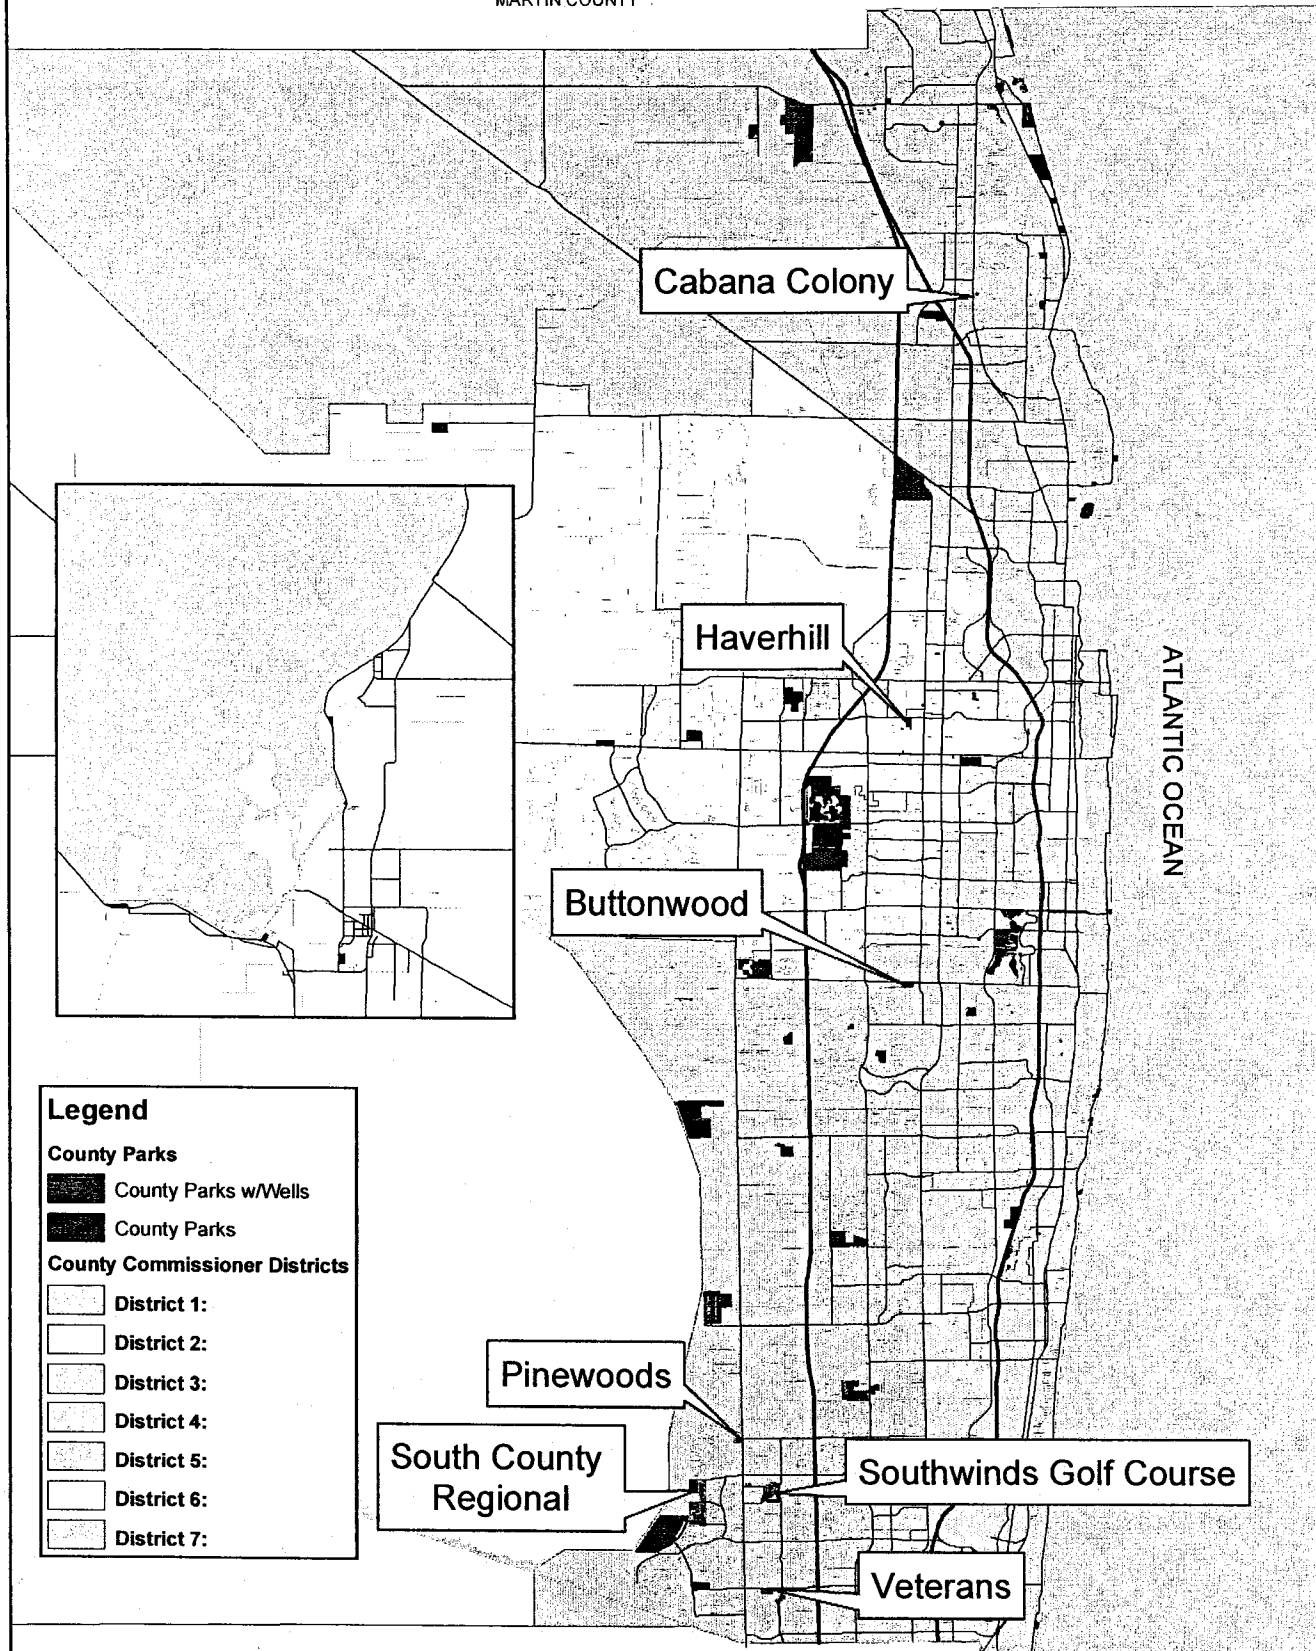 MARTIN COUNTY
Cabana Colony
Haverhill
ATLANTIC OCEAN
Buttonwood
Legend
County Parks
County Parks w/Wells
County Parks
County Commissioner Districts
District 1:
District 2:
District 3:
District 4:
District 5:
District 6:
District 7:
Pinewoods
South County
Regional
Southwinds Golf Course
Veterans